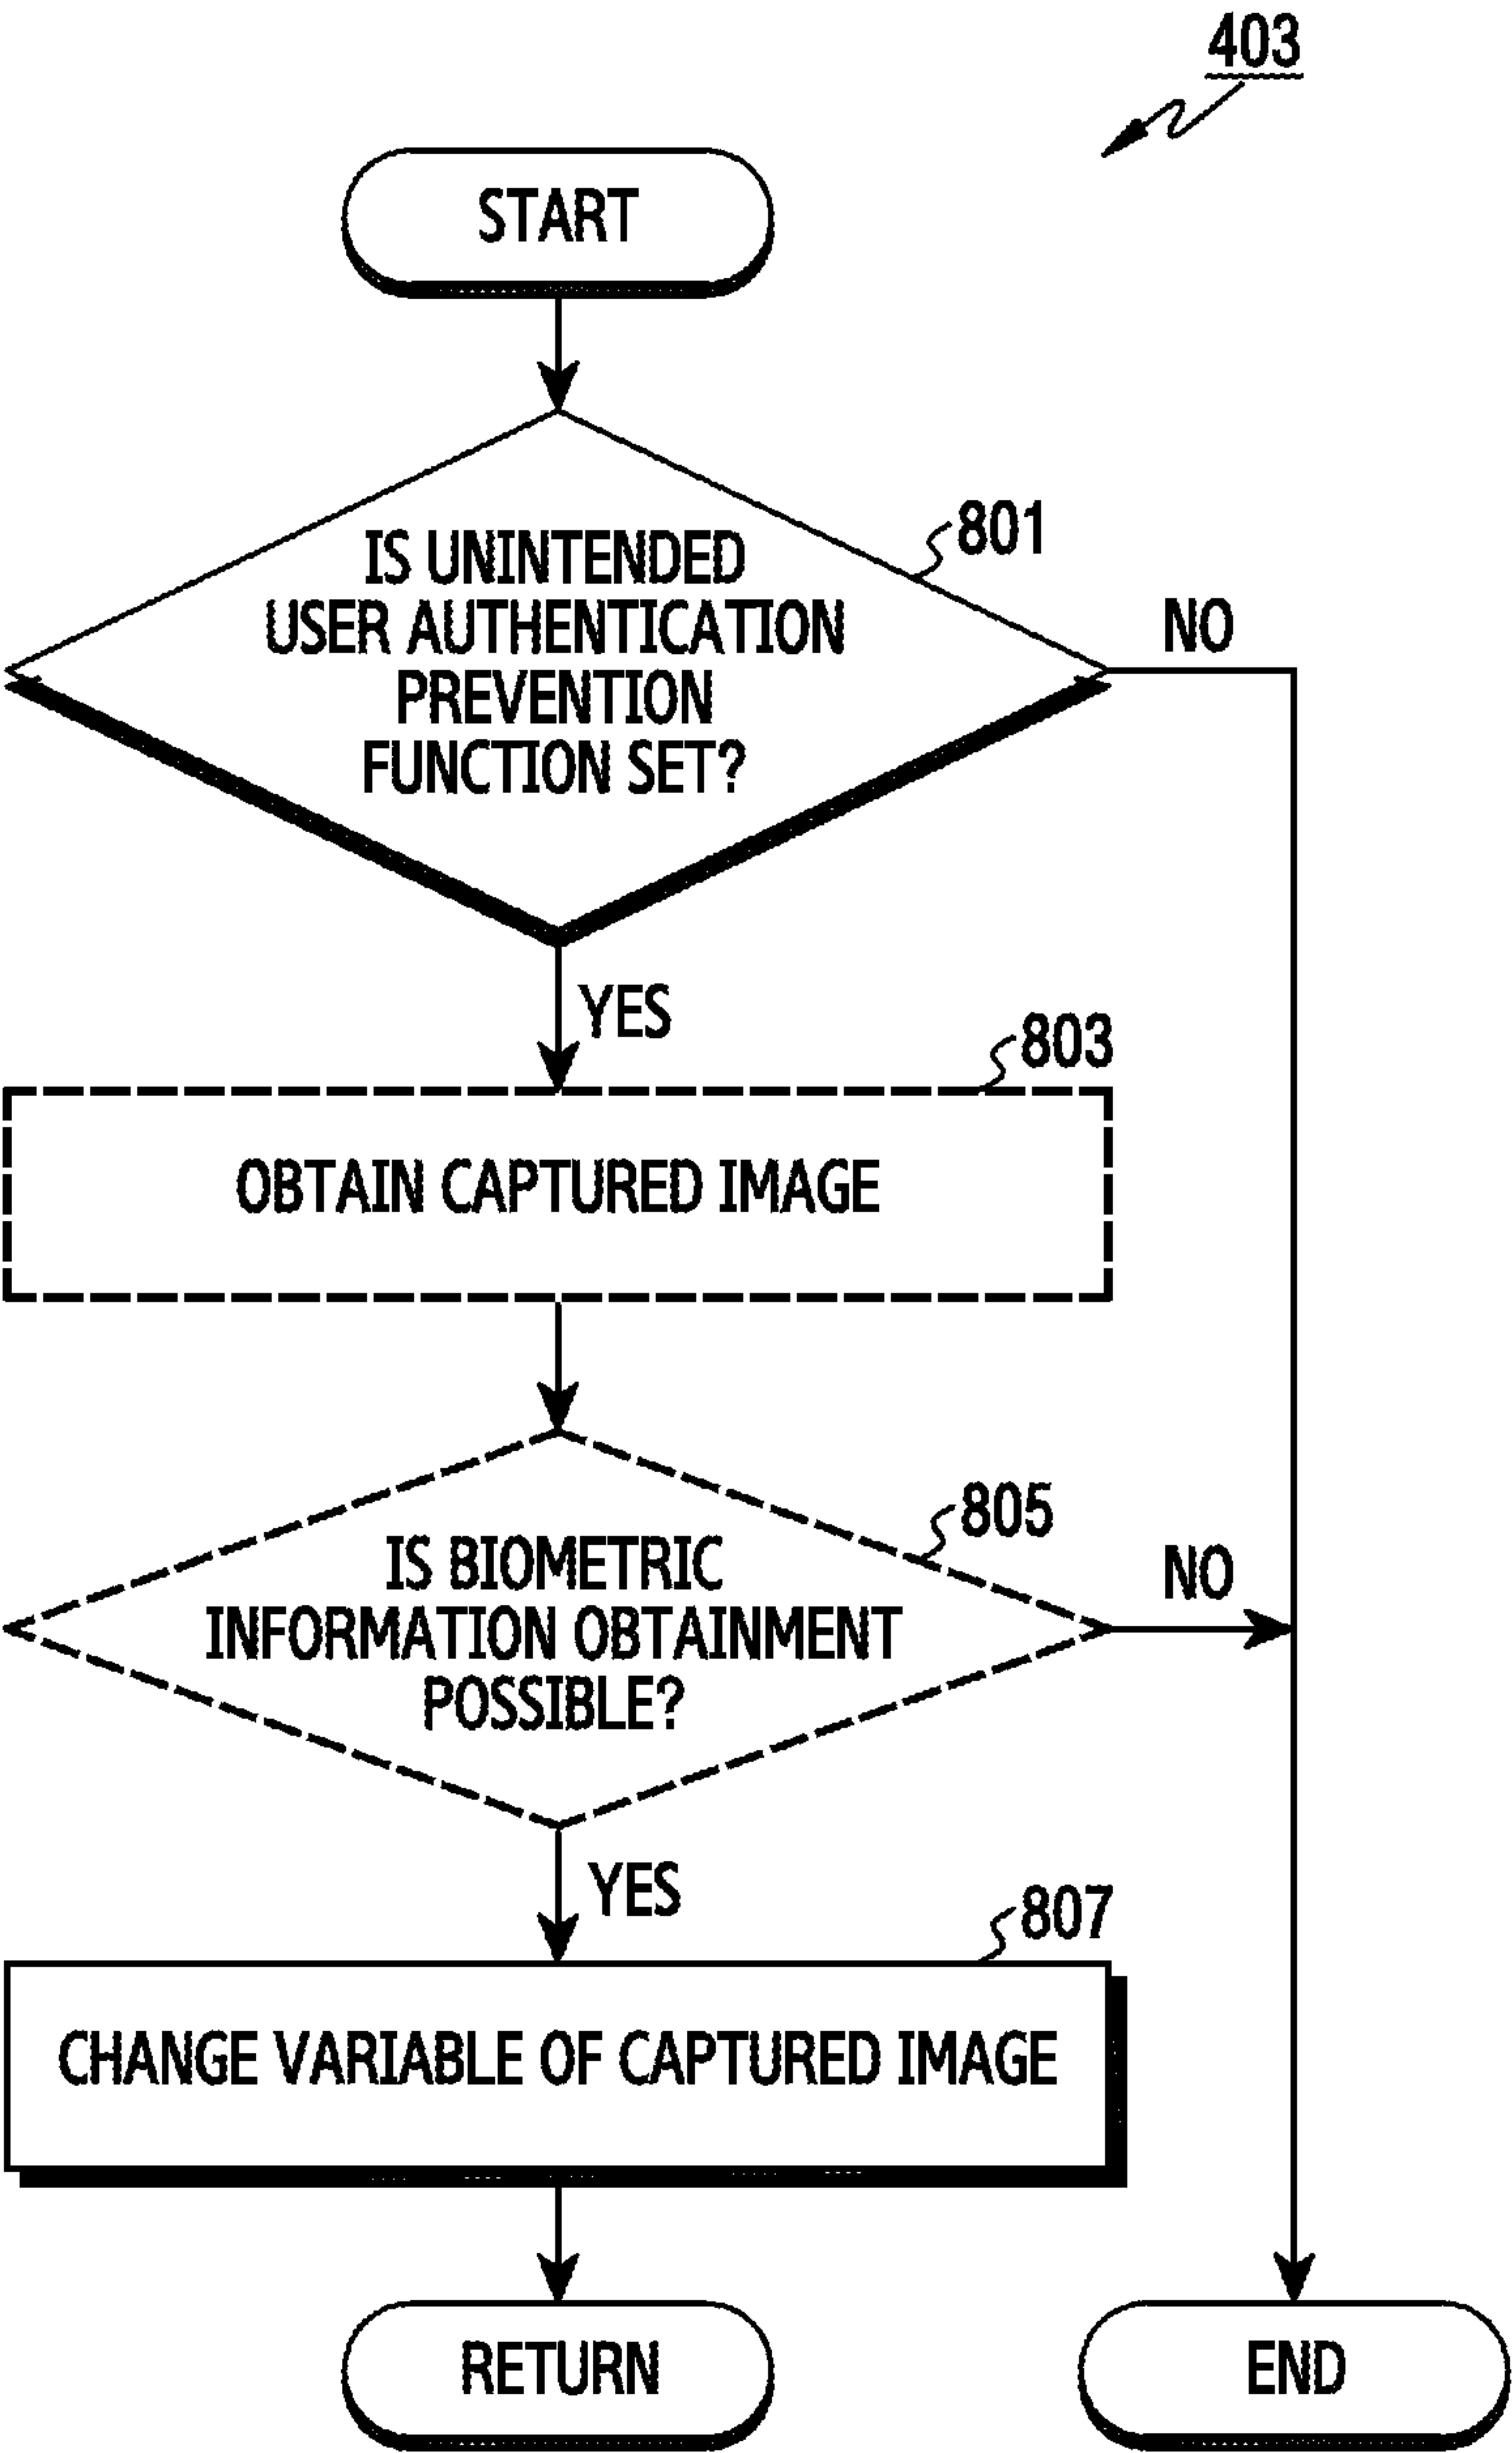 403
START
IS UNINTENDED
USER AUTHENTICATION
PREVENTION
FUNCTION SET?
801
NO
YES
803
OBTAIN CAPTURED IMAGE
805
IS BIOMETRIC
INFORMATION OBTAINMENT
POSSIBLE?
NO
YES
807
CHANGE VARIABLE OF CAPTURED IMAGE
RETURN
END